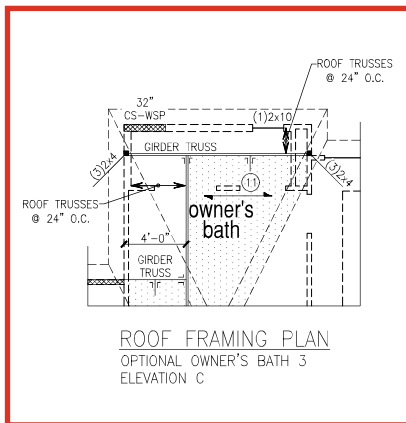 ROOF TRUSSES
@ 24" O.C.
32"
CS-WSP
(1)2x10
GIRDER TRUSS
(3)2x4
(3)2x4
11
ROOF TRUSSES
@ 24" O.C.
owner's
bath
4'-0"
GIRDER
TRUSS
ROOF FRAMING PLAN
OPTIONAL OWNER'S BATH 3
ELEVATION C